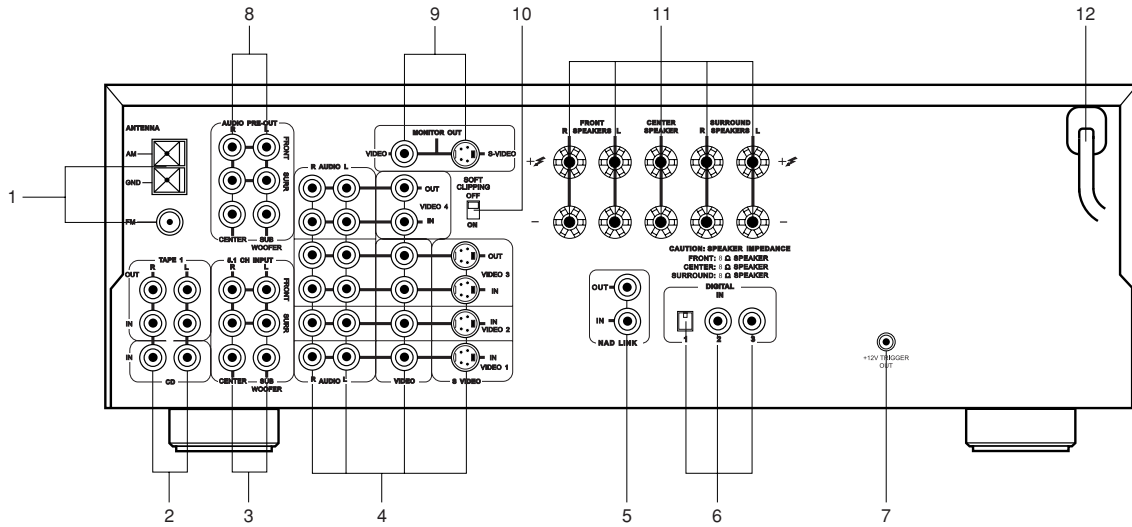 8
9
10
11
12
ANTENNA
AM
GND
FM
1
AUDIO PRE-OUT
R L
FRONT
SURR
CENTER
SUB
WOOFER
MONITOR OUT
VIDEO
S-VIDEO
R AUDIO L
OUT
VIDEO 4
IN
SOFT
CLIPPING
OFF
ON
OUT
VIDEO 3
IN
IN
VIDEO 2
IN
VIDEO 1
R AUDIO L
VIDEO
S VIDEO
TAPE 1
R L
OUT
IN
IN
CD
5.1 CH INPUT
R L
FRONT
SURR
CENTER
SUB
WOOFER
FRONT
R SPEAKERS L
CENTER
SPEAKER
SURROUND
R SPEAKERS L
+
+
–
–
CAUTION: SPEAKER IMPEDANCE
FRONT: 8 Ω SPEAKER
CENTER: 8 Ω SPEAKER
SURROUND: 8 Ω SPEAKER
OUT
IN
NAD LINK
DIGITAL
IN
1
2
3
+12V TRIGGER
OUT
2
3
4
5
6
7